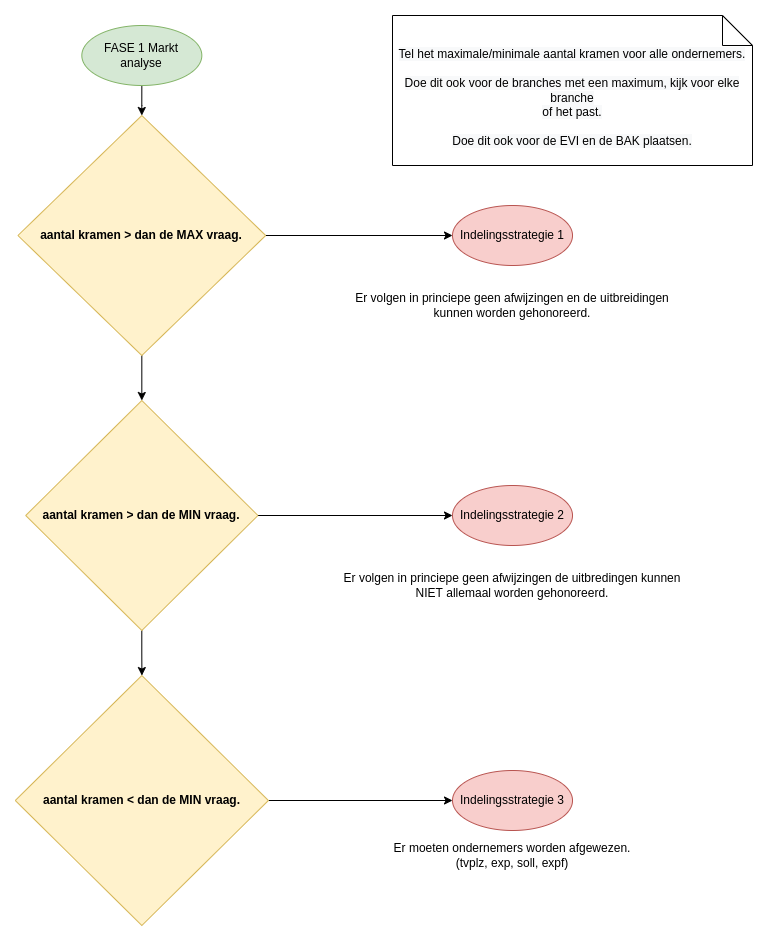 FASE 1 Markt
analyse
Tel het maximale/minimale aantal kramen voor alle ondernemers.
Doe dit ook voor de branches met een maximum, kijk voor elke
branche
of het past.
Doe dit ook voor de EVI en de BAK plaatsen.
aantal kramen > dan de MAX vraag.
Indelingsstrategie 1
Er volgen in princiepe geen afwijzingen en de uitbreidingen
kunnen worden gehonoreerd.
aantal kramen > dan de MIN vraag.
Indelingsstrategie 2
Er volgen in princiepe geen afwijzingen de uitbredingen kunnen
NIET allemaal worden gehonoreerd.
aantal kramen < dan de MIN vraag.
Indelingsstrategie 3
Er moeten ondernemers worden afgewezen.
(tvplz, exp, soll, expf)